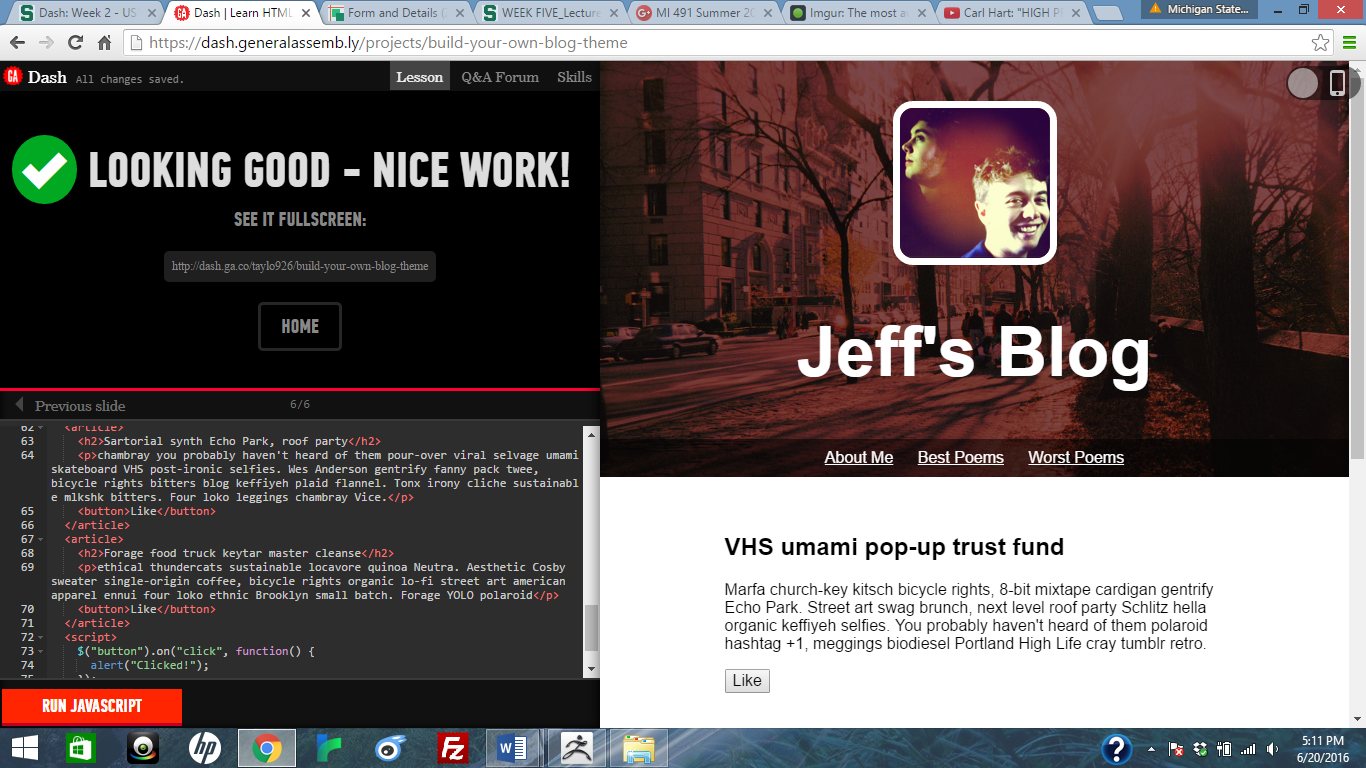 Dash: Week 2 - US
Dash | Learn HTML
Form and Details (
WEEK FIVE_Lecture
MI 491 Summer 20
Imgur: The most a
Carl Hart: "HIGH P
Michigan State...
https://dash.generalassemb.ly/projects/build-your-own-blog-theme
GA Dash All changes saved.
Lesson Q&A Forum Skills
LOOKING GOOD - NICE WORK!
SEE IT FULLSCREEN:
http://dash.ga.co/taylo926/build-your-own-blog-theme
HOME
Previous slide 6/6
62 <article>
63 <h2>Sartorial synth Echo Park, roof party</h2>
64 <p>chambray you probably haven't heard of them pour-over viral selvage umami
skateboard VHS post-ironic selfies. Wes Anderson gentrify fanny pack twee,
bicycle rights bitters blog keffiyeh plaid flannel. Tonx irony cliche sustainabl
e mlkshk bitters. Four loko leggings chambray Vice.</p>
65 <button>Like</button>
66 </article>
67 <article>
68 <h2>Forage food truck keytar master cleanse</h2>
69 <p>ethical thundercats sustainable locavore quinoa Neutra. Aesthetic Cosby
sweater single-origin coffee, bicycle rights organic lo-fi street art american
apparel ennui four loko ethnic Brooklyn small batch. Forage YOLO polaroid</p>
70 <button>Like</button>
71 </article>
72 <script>
73 $("button").on("click", function() {
74 alert("Clicked!");
75 });
RUN JAVASCRIPT
Jeff's Blog
About Me Best Poems Worst Poems
VHS umami pop-up trust fund
Marfa church-key kitsch bicycle rights, 8-bit mixtape cardigan gentrify
Echo Park. Street art swag brunch, next level roof party Schlitz hella
organic keffiyeh selfies. You probably haven't heard of them polaroid
hashtag +1, meggings biodiesel Portland High Life cray tumblr retro.
Like
hp
Fz
5:11 PM
6/20/2016